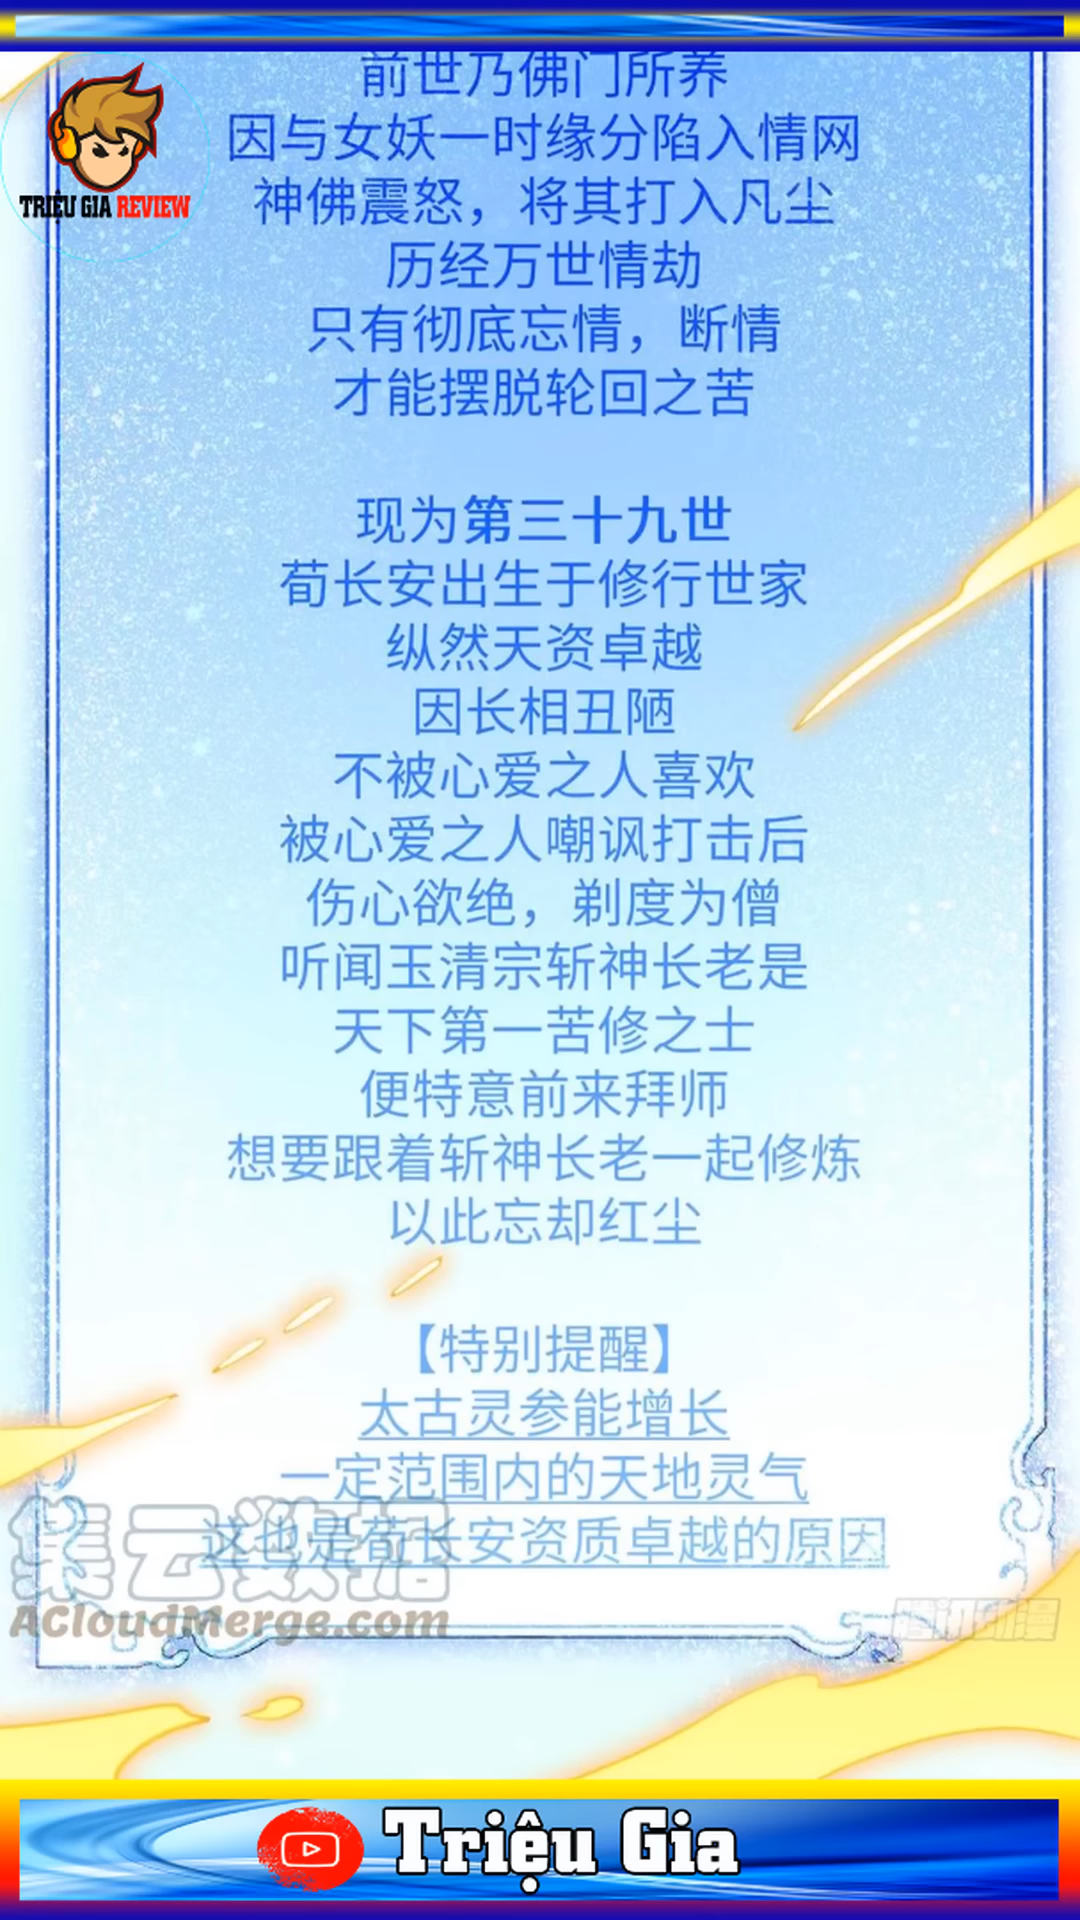 前世乃佛门所养
因与女妖一时缘分陷入情网
神佛震怒，将其打入凡尘
历经万世情劫
只有彻底忘情，断情
才能摆脱轮回之苦
现为第三十九世
荀长安出生于修行世家
纵然天资卓越
因长相丑陋
不被心爱之人喜欢
被心爱之人嘲讽打击后
伤心欲绝，剃度为僧
听闻玉清宗斩神长老是
天下第一苦修之士
便特意前来拜师
想要跟着斩神长老一起修炼
以此忘却红尘
【特别提醒】
太古灵参能增长
一定范围内的天地灵气
这也是荀长安资质卓越的原因
TRIỆU GIA REVIEW
集云数据
ACloudMerge.com
腾讯动漫
Triệu Gia